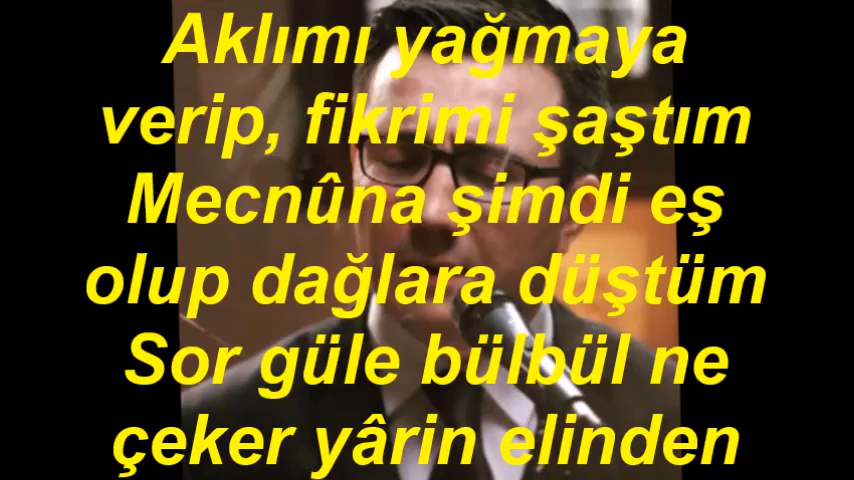 Aklımı yağmaya
verip, fikrimi şaştım
Mecnûna şimdi eş
olup dağlara düştüm
Sor güle bülbül ne
çeker yârin elinden